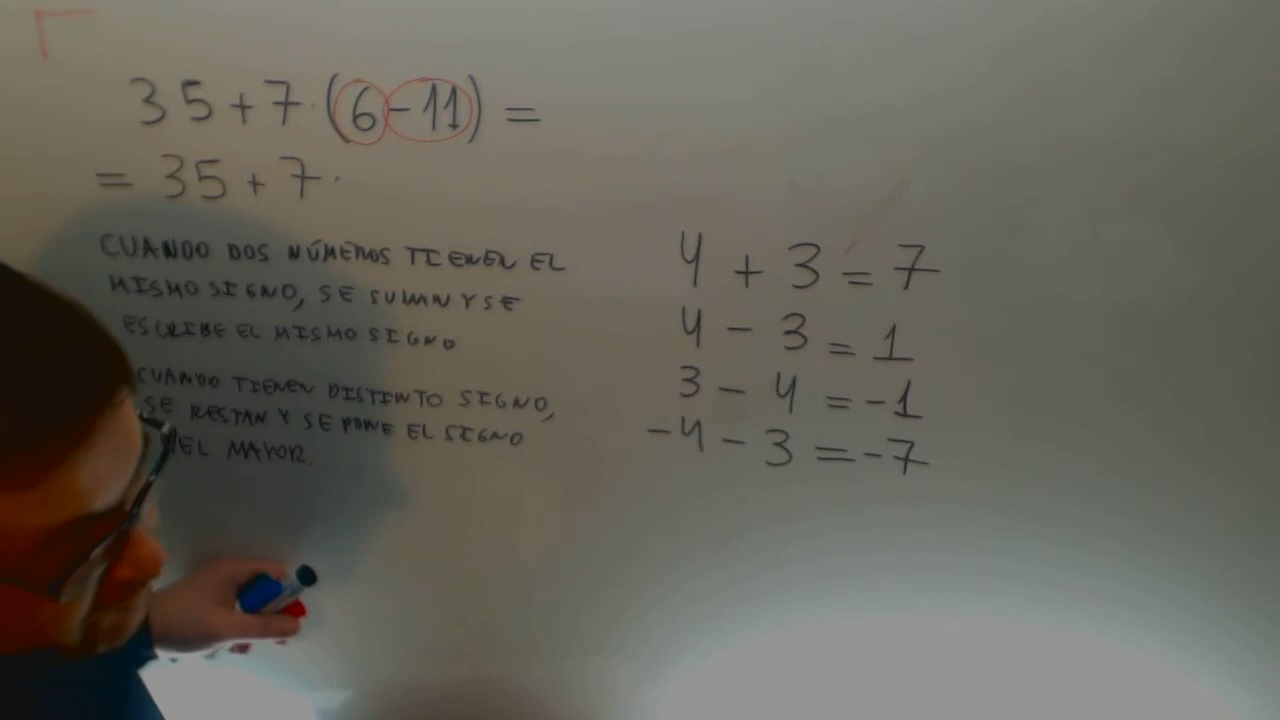 35+7·(6-11)=
=35+7·
CUANDO DOS NÚMEROS TIENEN EL
MISMO SIGNO, SE SUMAN Y SE
ESCRIBE EL MISMO SIGNO
CUANDO TIENEN DISTINTO SIGNO,
SE RESTAN Y SE PONE EL SIGNO
DEL MAYOR.
4+3=7
4-3=1
3-4=-1
-4-3=-7